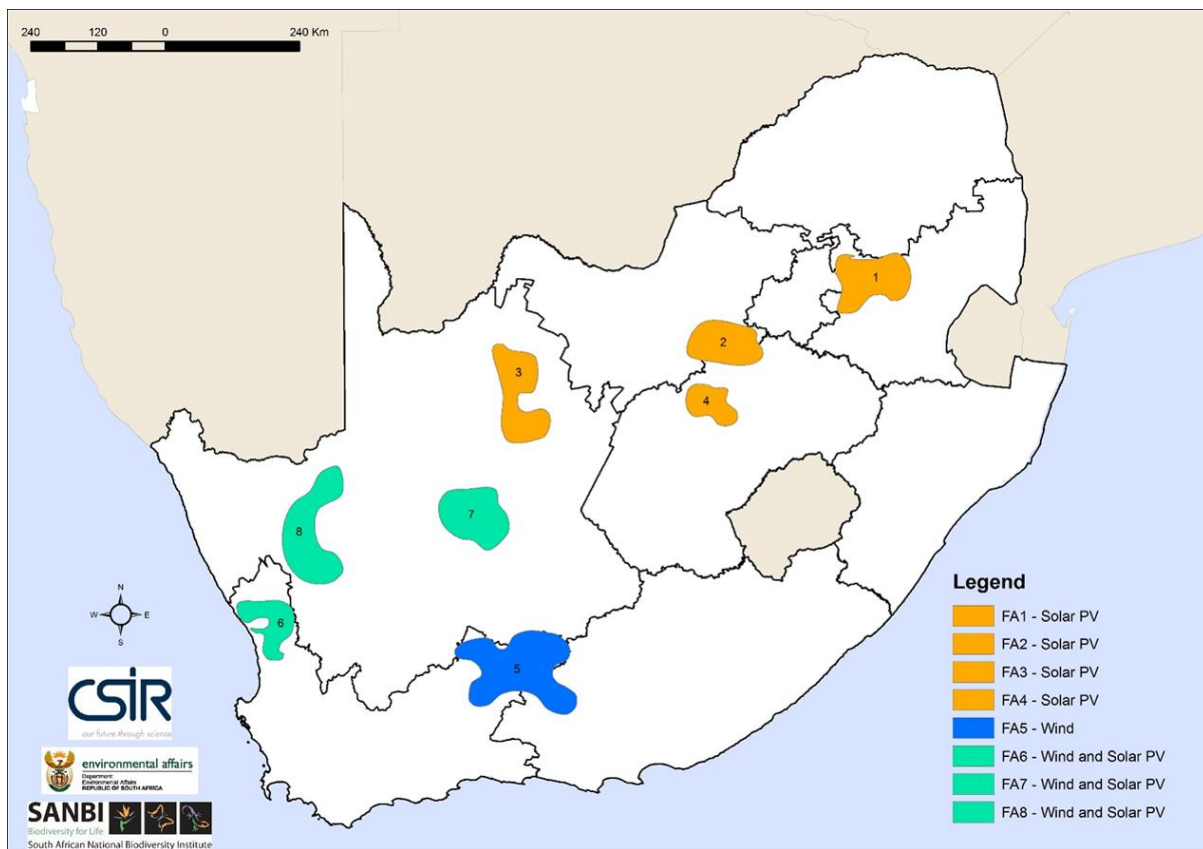 240 120 0 240 Km
1
2
3
4
8
7
6
5
N
W E
S
CSIR
our future through science
environmental affairs
Department:
Environmental Affairs
REPUBLIC OF SOUTH AFRICA
SANBI
Biodiversity for Life
South African National Biodiversity Institute
Legend
FA1 - Solar PV
FA2 - Solar PV
FA3 - Solar PV
FA4 - Solar PV
FA5 - Wind
FA6 - Wind and Solar PV
FA7 - Wind and Solar PV
FA8 - Wind and Solar PV